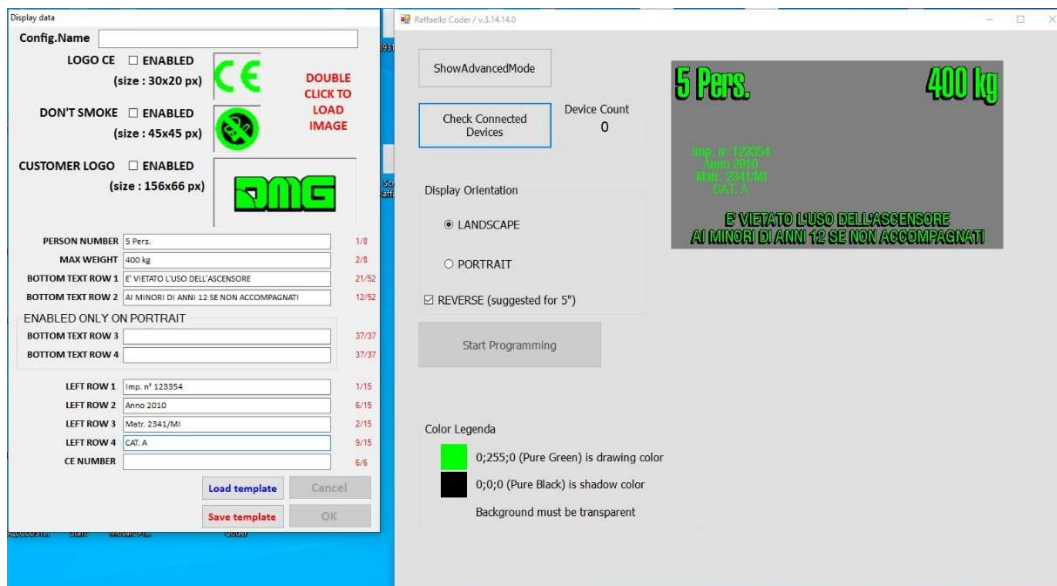 Display data
Config.Name
LOGO CE ENABLED
(size : 30x20 px)
CE
DOUBLE
CLICK TO
LOAD
IMAGE
DON'T SMOKE ENABLED
(size : 45x45 px)
CUSTOMER LOGO ENABLED
(size : 156x66 px)
DMG
PERSON NUMBER 5 Pers. 1/8
MAX WEIGHT 400 kg 2/8
BOTTOM TEXT ROW 1 E' VIETATO L'USO DELL'ASCENSORE 21/52
BOTTOM TEXT ROW 2 AI MINORI DI ANNI 12 SE NON ACCOMPAGNATI 12/52
ENABLED ONLY ON PORTRAIT
BOTTOM TEXT ROW 3 37/37
BOTTOM TEXT ROW 4 37/37
LEFT ROW 1 Imp. n° 123354 1/15
LEFT ROW 2 Anno 2010 6/15
LEFT ROW 3 Matr. 2341/MI 2/15
LEFT ROW 4 CAT. A 9/15
CE NUMBER 6/6
Load template Cancel
Save template OK
Raffaello Coder / v.3.14.14.0
ShowAdvancedMode
Check Connected
Devices
Device Count
0
Display Orientation
LANDSCAPE
PORTRAIT
REVERSE (suggested for 5")
Start Programming
Color Legenda
0;255;0 (Pure Green) is drawing color
0;0;0 (Pure Black) is shadow color
Background must be transparent
5 Pers. 400 kg
Imp. n° 123354
Anno 2010
Matr. 2341/MI
CAT. A
E' VIETATO L'USO DELL'ASCENSORE
AI MINORI DI ANNI 12 SE NON ACCOMPAGNATI